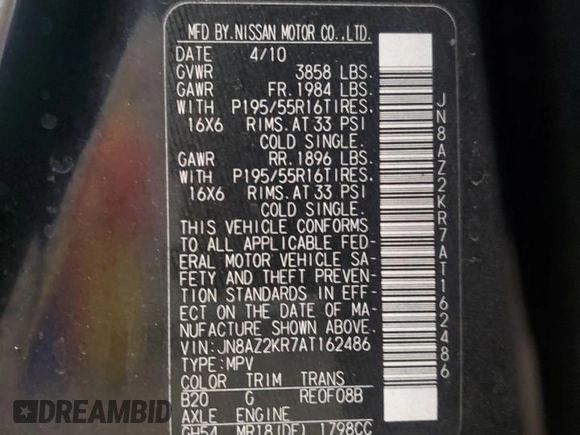 MFD BY.NISSAN MOTOR CO.,LTD.
DATE 4/10
GVWR 3858 LBS.
GAWR FR.1984 LBS.
WITH P195/55R16TIRES.
16X6 RIMS.AT 33 PSI
COLD SINGLE.
GAWR RR.1896 LBS.
WITH P195/55R16TIRES.
16X6 RIMS.AT 33 PSI
COLD SINGLE.
THIS VEHICLE CONFORMS
TO ALL APPLICABLE FED-
ERAL MOTOR VEHICLE SA-
FETY AND THEFT PREVEN-
TION STANDARDS IN EFF-
ECT ON THE DATE OF MA-
NUFACTURE SHOWN ABOVE.
VIN:JN8AZ2KR7AT162486
TYPE:MPV
COLOR TRIM TRANS
B20 G RE0F08B
AXLE ENGINE
GH54 MR18(DE) 1798CC
JN8AZ2KR7AT162486
AUTOHELPERBOT.COM